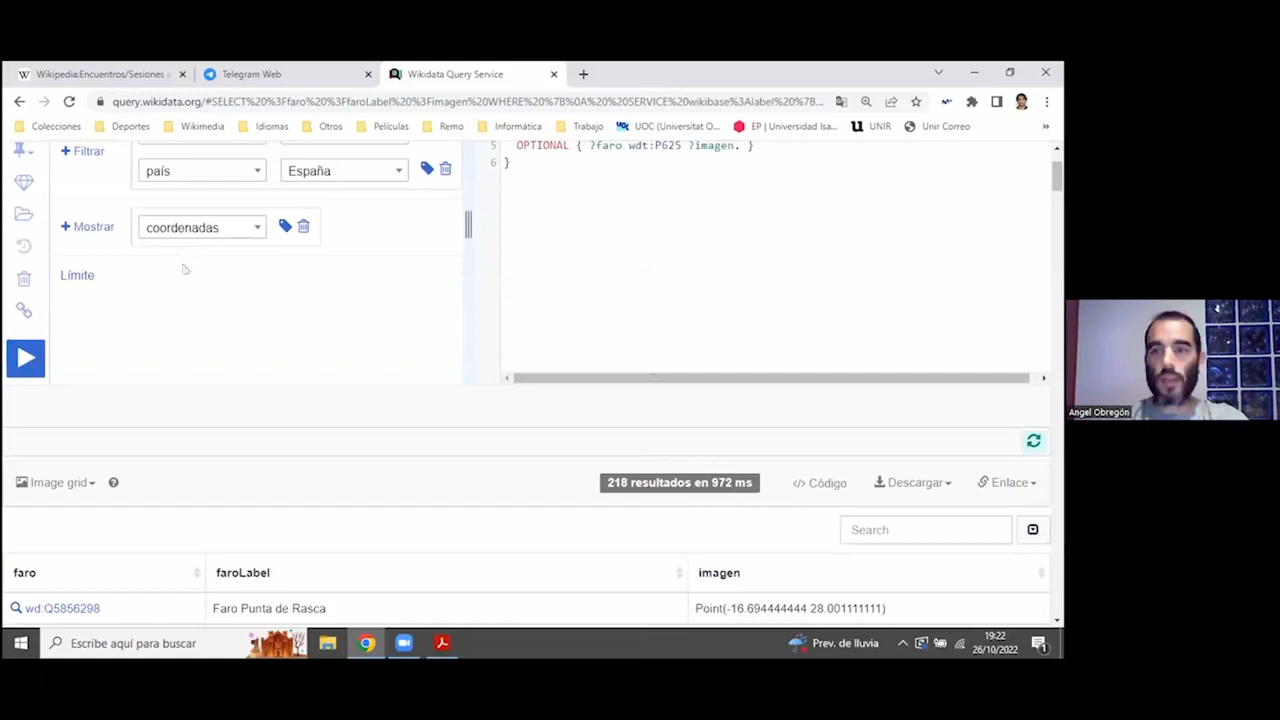 Wikipedia:Encuentros/Sesiones
Telegram Web
Wikidata Query Service
query.wikidata.org/#SELECT%20%3Ffaro%20%3FfaroLabel%20%3Fimagen%20WHERE%20%7B%0A%20%20SERVICE%20wikibase%3Alabel%20%7B...
Colecciones
Deportes
Wikimedia
Idiomas
Otros
Películas
Remo
Informática
Trabajo
UOC (Universitat O...
EP | Universidad Isa...
UNIR
Unir Correo
»
+ Filtrar
país
España
5 OPTIONAL { ?faro wdt:P625 ?imagen. }
6 }
+ Mostrar
coordenadas
Límite
Angel Obregón
Image grid
218 resultados en 972 ms
</> Código
Descargar
Enlace
Search
faro
faroLabel
imagen
wd:Q5856298
Faro Punta de Rasca
Point(-16.694444444 28.001111111)
Escribe aquí para buscar
Prev. de lluvia
19:22
26/10/2022
1